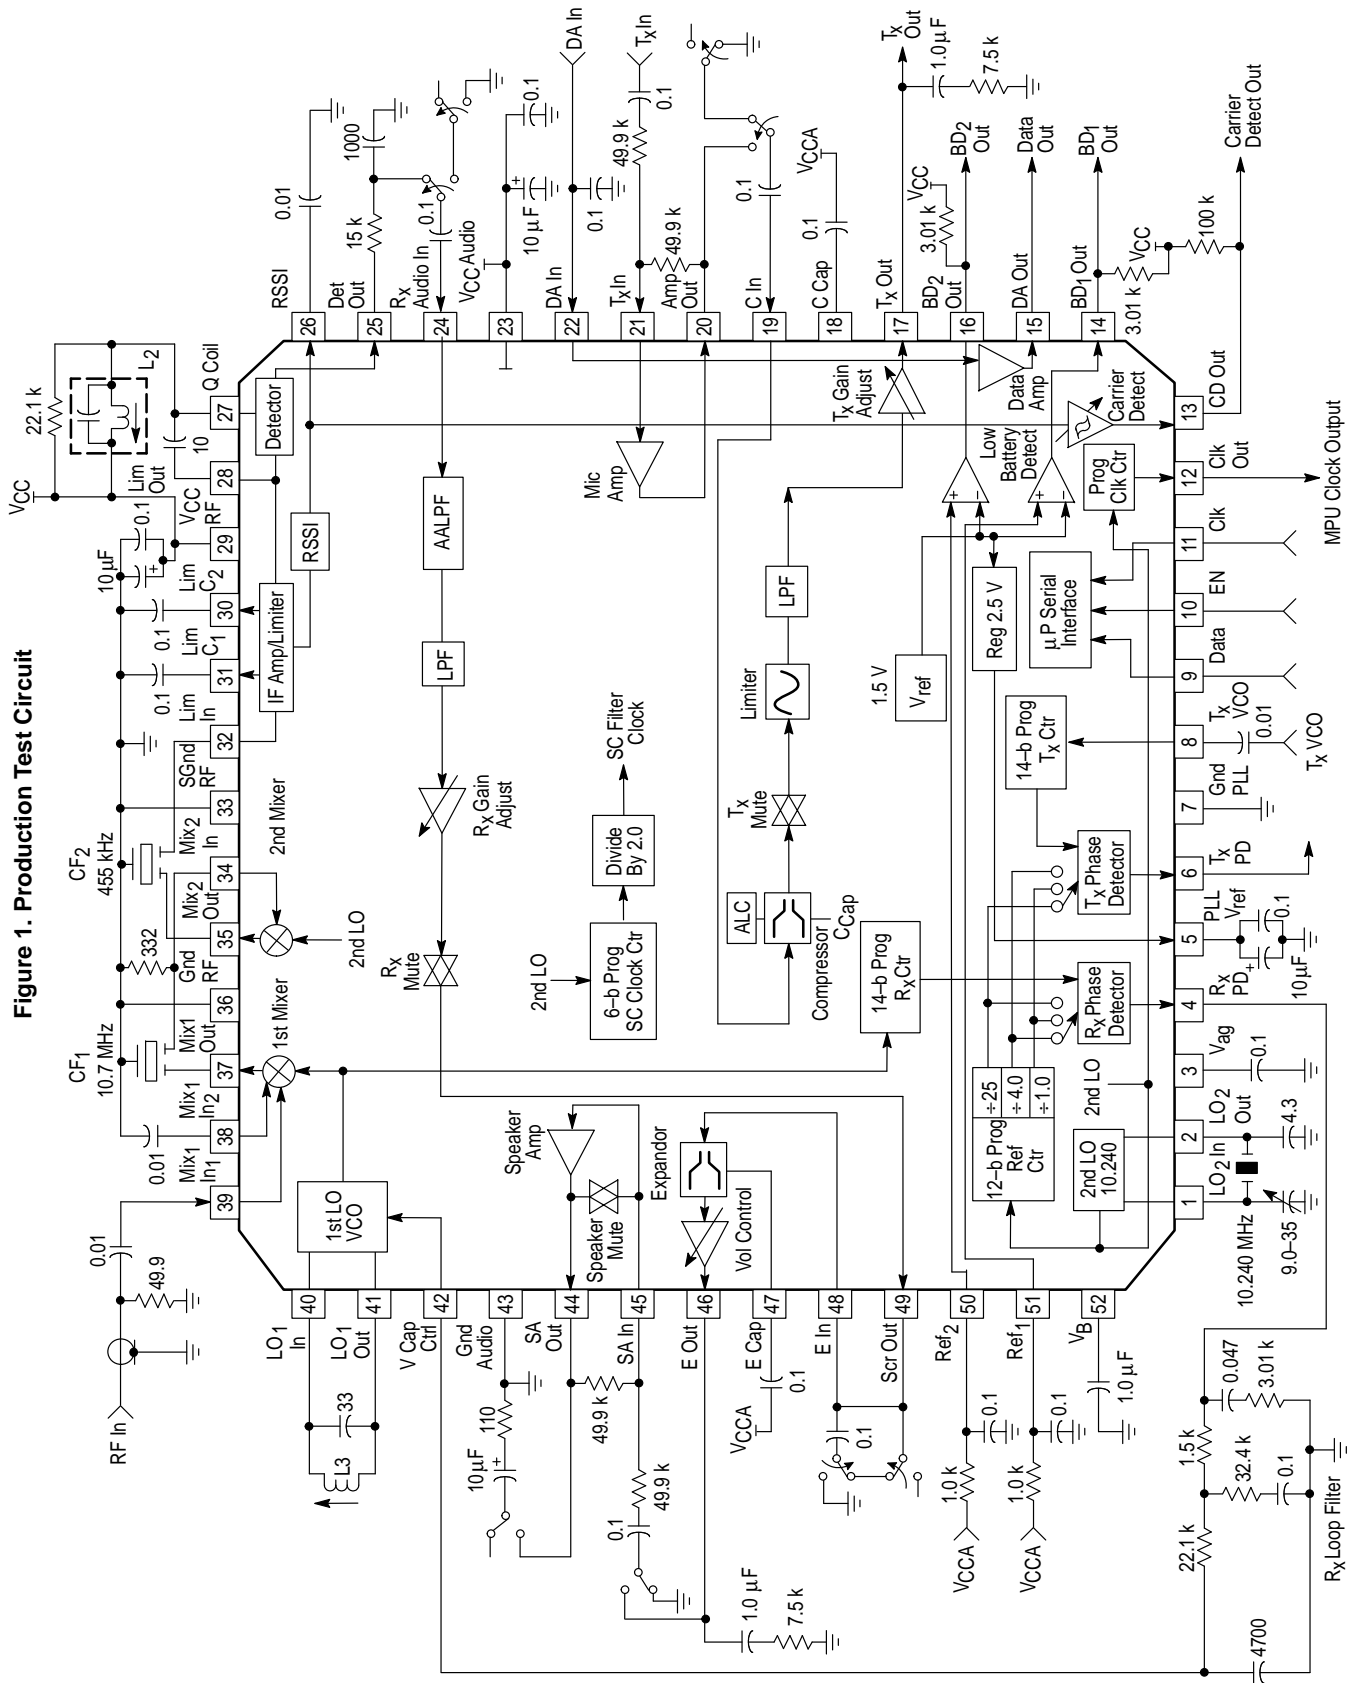 Figure 1. Production Test Circuit
RF In
0.01
49.9
0.01
CF1
10.7 MHz
332
CF2
455 kHz
0.1
0.1
10 µF
0.1
VCC
22.1 k
L2
10
Mix1
In1
Mix1
In2
Mix1
Out
Gnd
RF
Mix2
Out
Mix2
In
SGnd
RF
Lim
In
Lim
C1
Lim
C2
VCC
RF
Lim
Out
Q Coil
39
38
37
36
35
34
33
32
31
30
29
28
27
1st Mixer
2nd Mixer
2nd LO
IF Amp/Limiter
RSSI
Detector
1st LO
VCO
L3
33
LO1
In
LO1
Out
V Cap
Ctrl
Gnd
Audio
SA
Out
SA In
E Out
E Cap
E In
Scr Out
Ref2
Ref1
VB
40
41
42
43
44
45
46
47
48
49
50
51
52
10 µF
+
110
49.9 k
49.9 k
0.1
1.0 µF
7.5 k
VCCA
0.1
0.1
VCCA
1.0 k
0.1
VCCA
1.0 k
0.1
1.0 µF
Speaker
Amp
Speaker
Mute
Expandor
Vol Control
Rx
Mute
Rx Gain
Adjust
LPF
AALPF
2nd LO
6–b Prog
SC Clock Ctr
Divide
By 2.0
SC Filter
Clock
ALC
Compressor
CCap
Tx
Mute
Limiter
LPF
Mic
Amp
Tx Gain
Adjust
14–b Prog
Rx Ctr
1.5 V
Vref
Reg 2.5 V
Low
Battery
Detect
+
–
+
–
Data
Amp
Carrier
Detect
Prog
Clk Ctr
µP Serial
Interface
14–b Prog
Tx Ctr
Tx Phase
Detector
Rx Phase
Detector
12–b Prog
Ref
Ctr
÷25
÷4.0
÷1.0
2nd LO
10.240
2nd LO
RSSI
Det
Out
Rx
Audio In
VCC Audio
DA In
Tx In
Amp
Out
C In
C Cap
Tx Out
BD2
Out
DA Out
BD1 Out
26
25
24
23
22
21
20
19
18
17
16
15
14
0.01
15 k
1000
0.1
10 µF
+
0.1
0.1
DA In
49.9 k
0.1
Tx In
49.9 k
0.1
0.1
VCCA
Tx
Out
1.0 µF
7.5 k
VCC
3.01 k
BD2
Out
Data
Out
BD1
Out
3.01 k
VCC
100 k
Carrier
Detect Out
1
2
3
4
5
6
7
8
9
10
11
12
13
LO2 In
LO2
Out
Vag
Rx
PD
PLL
Vref
Tx
PD
Gnd
PLL
Tx
VCO
Data
EN
Clk
Clk
Out
CD Out
10.240 MHz
9.0–35
4.3
0.1
10 µF
+
0.1
0.01
Tx VCO
MPU Clock Output
4700
22.1 k
1.5 k
32.4 k
0.1
0.047
3.01 k
Rx Loop Filter